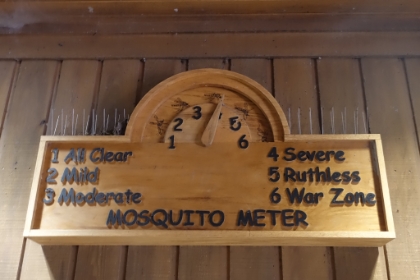 1 2 3 5 6
1 All Clear
2 Mild
3 Moderate
4 Severe
5 Ruthless
6 War Zone
MOSQUITO METER